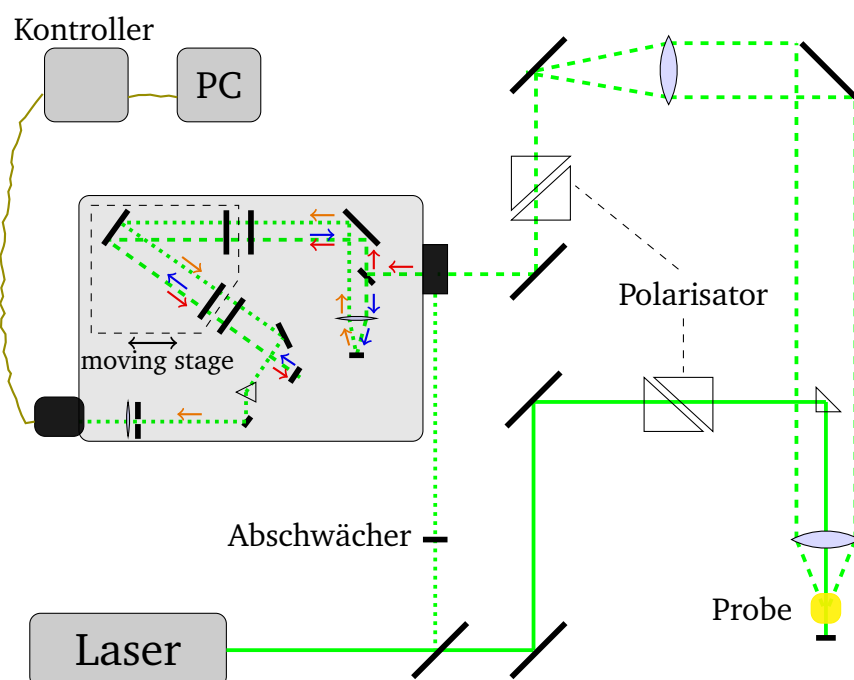 Kontroller
PC
Polarisator
moving stage
Abschwächer
Probe
Laser